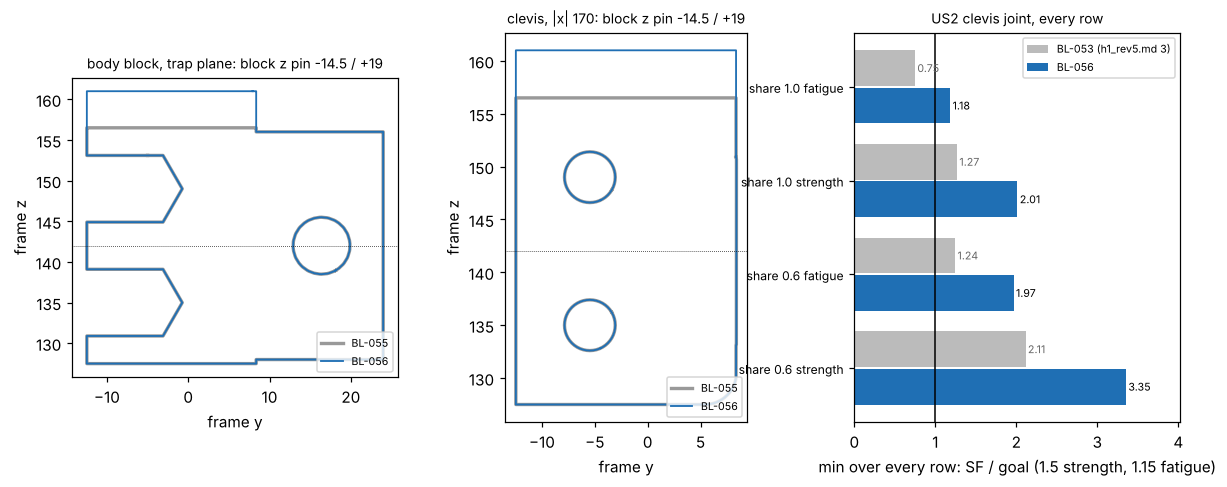 body block, trap plane: block z pin -14.5 / +19
160
155
150
145
140
135
130
frame z
−10
0
10
20
frame y
BL-055
BL-056
clevis, |x| 170: block z pin -14.5 / +19
160
155
150
145
140
135
130
frame z
−10
−5
0
5
frame y
BL-055
BL-056
US2 clevis joint, every row
BL-053 (h1_rev5.md 3)
BL-056
share 1.0 fatigue
0.75
1.18
share 1.0 strength
1.27
2.01
share 0.6 fatigue
1.24
1.97
share 0.6 strength
2.11
3.35
0
1
2
3
4
min over every row: SF / goal (1.5 strength, 1.15 fatigue)